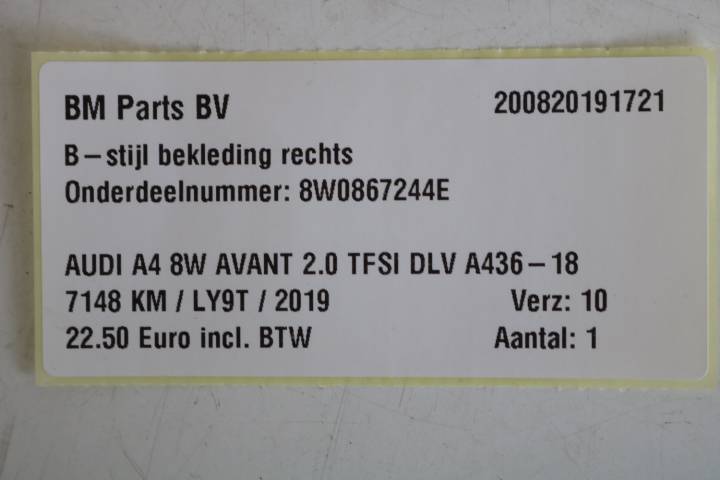 BM Parts BV 200820191721
B-stijl bekleding rechts
Onderdeelnummer: 8W0867244E
AUDI A4 8W AVANT 2.0 TFSI DLV A436-18
7148 KM / LY9T / 2019 Verz: 10
22.50 Euro incl. BTW Aantal: 1